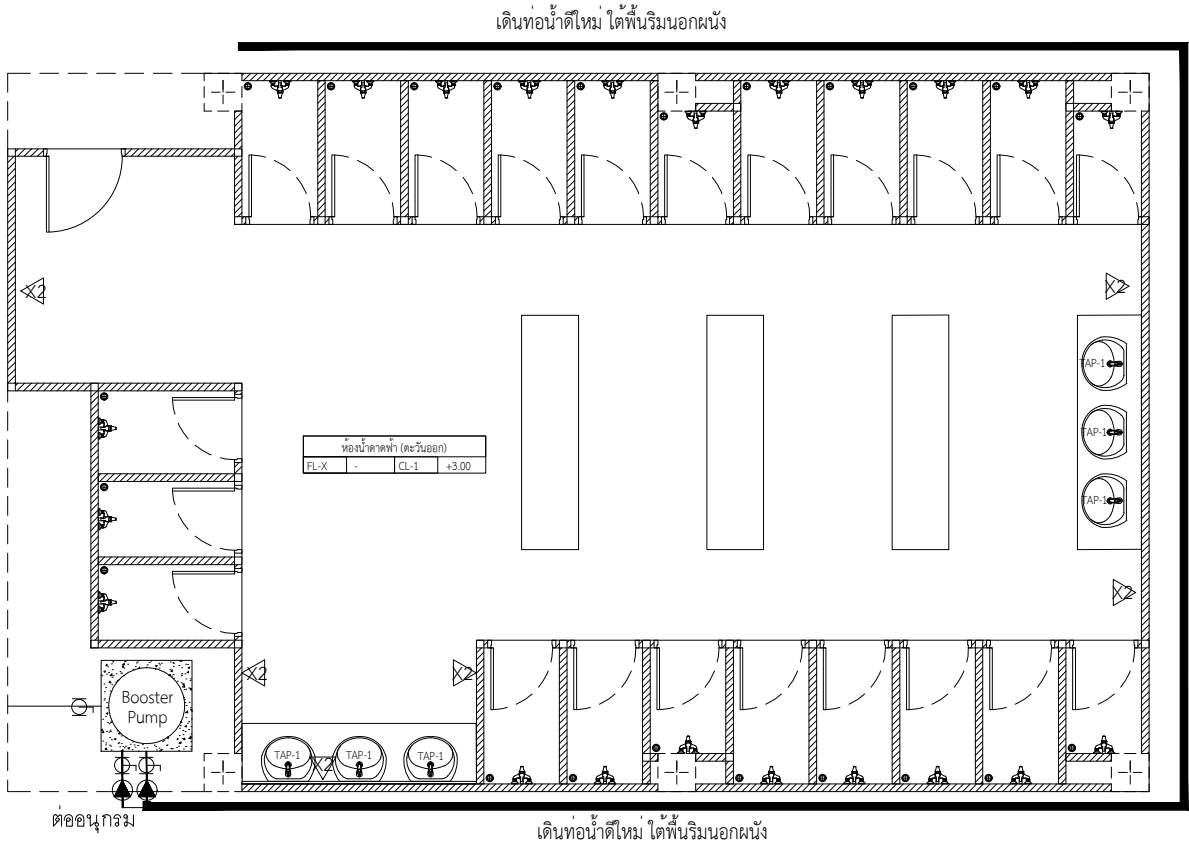 เดินท่อน้ำดีใหม่ ใต้พื้นริมนอกผนัง
X2
X2
TAP-1
TAP-1
TAP-1
ห้องน้ำดาดฟ้า (ตะวันออก)
FL-X - CL-1 +3.00
X2
X2
X2
Booster
Pump
TAP-1
X2
TAP-1
TAP-1
ต่ออนุกรม
เดินท่อน้ำดีใหม่ ใต้พื้นริมนอกผนัง